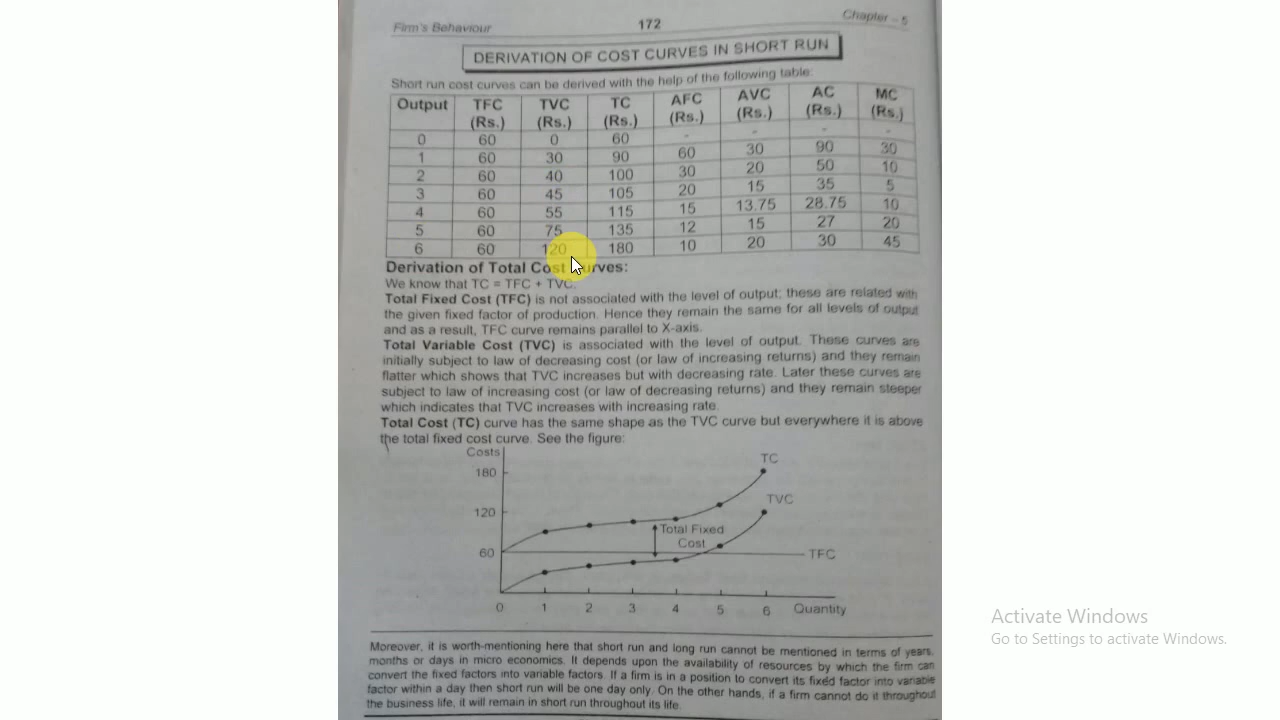 Firm's Behaviour 172 Chapter – 5
DERIVATION OF COST CURVES IN SHORT RUN
Short run cost curves can be derived with the help of the following table:
Output TFC TVC TC AFC AVC AC MC
(Rs.) (Rs.) (Rs.) (Rs.) (Rs.) (Rs.) (Rs.)
0 60 0 60 - - - -
1 60 30 90 60 30 90 30
2 60 40 100 30 20 50 10
3 60 45 105 20 15 35 5
4 60 55 115 15 13.75 28.75 10
5 60 75 135 12 15 27 20
6 60 120 180 10 20 30 45
Derivation of Total Cost Curves:
We know that TC = TFC + TVC.
Total Fixed Cost (TFC) is not associated with the level of output; these are related with
the given fixed factor of production. Hence they remain the same for all levels of output
and as a result, TFC curve remains parallel to X-axis.
Total Variable Cost (TVC) is associated with the level of output. These curves are
initially subject to law of decreasing cost (or law of increasing returns) and they remain
flatter which shows that TVC increases but with decreasing rate. Later these curves are
subject to law of increasing cost (or law of decreasing returns) and they remain steeper
which indicates that TVC increases with increasing rate.
Total Cost (TC) curve has the same shape as the TVC curve but everywhere it is above
the total fixed cost curve. See the figure:
Costs
TC
180
TVC
120
Total Fixed
Cost
60
TFC
0 1 2 3 4 5 6 Quantity
Moreover, it is worth-mentioning here that short run and long run cannot be mentioned in terms of years,
months or days in micro economics. It depends upon the availability of resources by which the firm can
convert the fixed factors into variable factors. If a firm is in a position to convert its fixed factor into variable
factor within a day then short run will be one day only. On the other hands, if a firm cannot do it throughout
the business life, it will remain in short run throughout its life.
Activate Windows
Go to Settings to activate Windows.